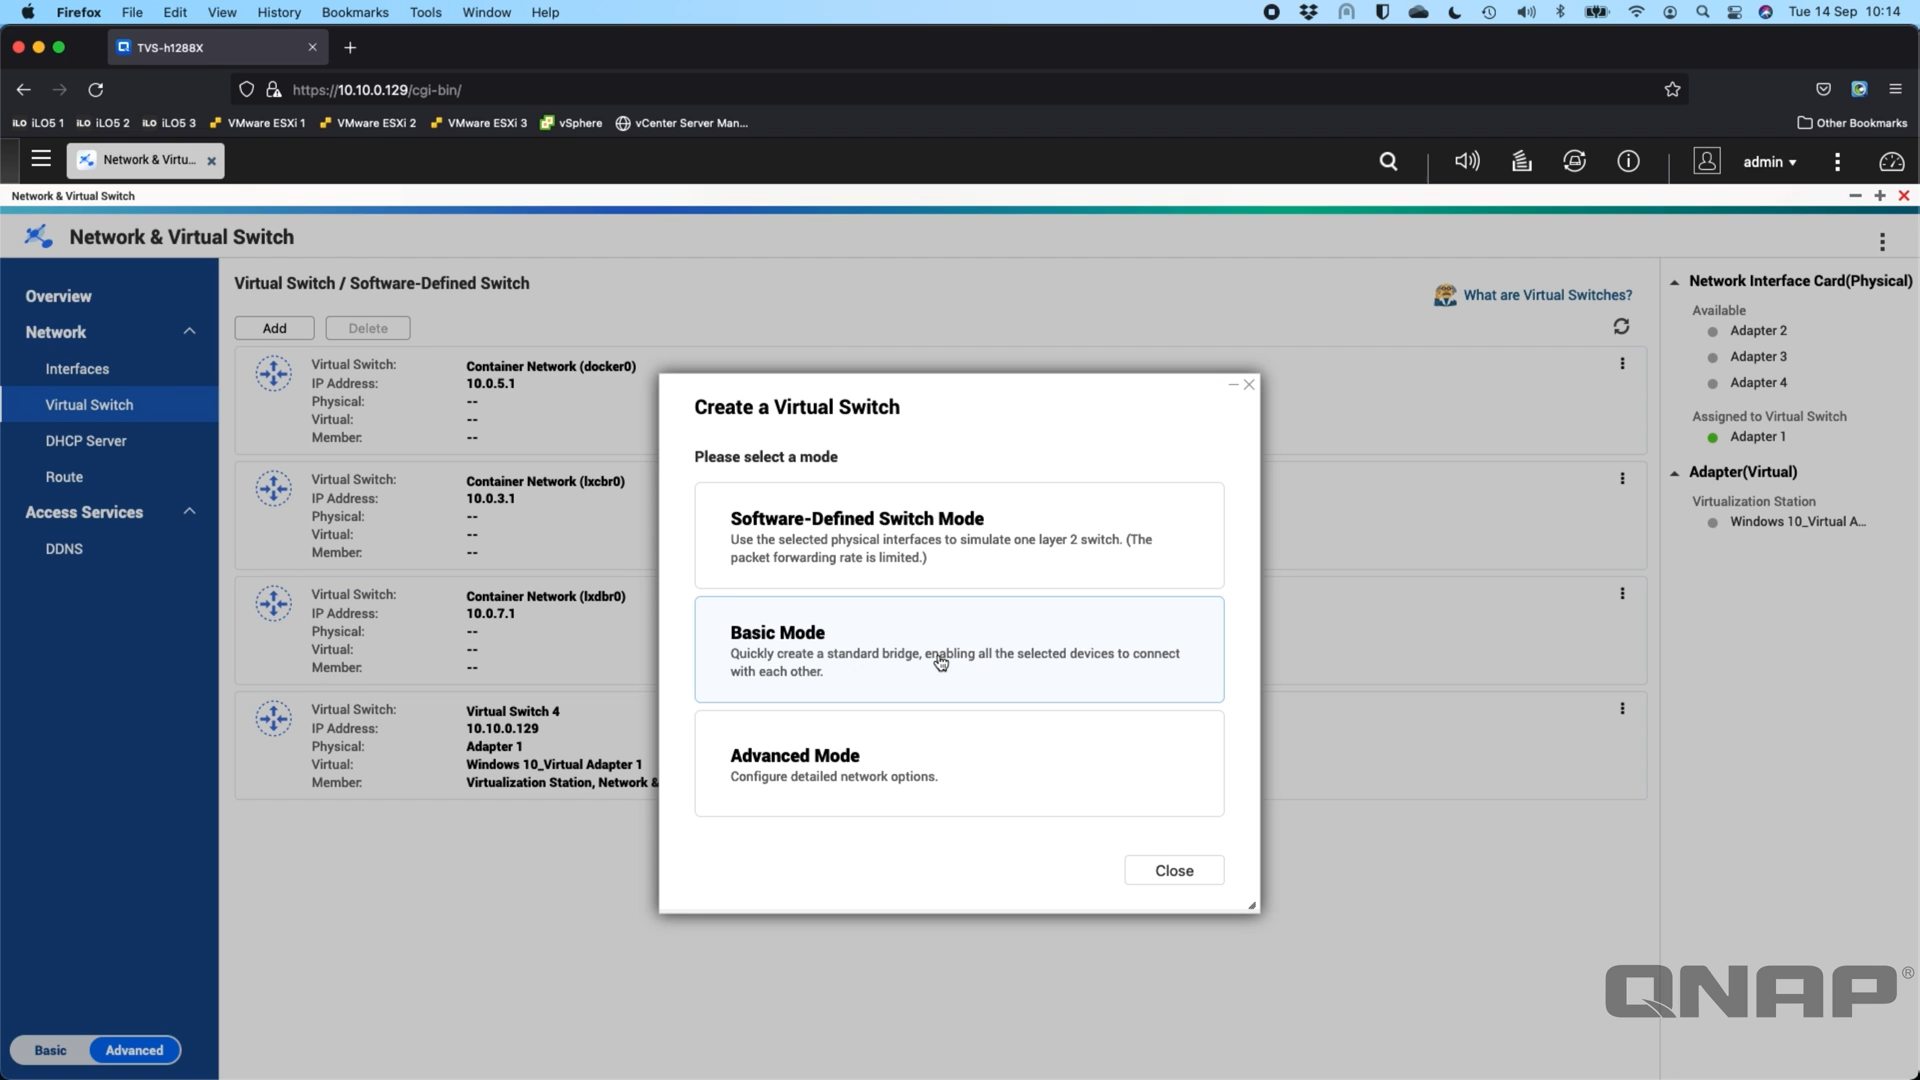 Firefox File Edit View History Bookmarks Tools Window Help Tue 14 Sep 10:14
TVS-h1288X
https://10.10.0.129/cgi-bin/
iLO iLO5 1 iLO iLO5 2 iLO iLO5 3 VMware ESXi 1 VMware ESXi 2 VMware ESXi 3 vSphere vCenter Server Man... Other Bookmarks
Network & Virtu... admin
Network & Virtual Switch
Network & Virtual Switch
Overview
Network
Interfaces
Virtual Switch
DHCP Server
Route
Access Services
DDNS
Basic Advanced
Virtual Switch / Software-Defined Switch
What are Virtual Switches?
Add Delete
Virtual Switch: Container Network (docker0)
IP Address: 10.0.5.1
Physical: --
Virtual: --
Member: --
Virtual Switch: Container Network (lxcbr0)
IP Address: 10.0.3.1
Physical: --
Virtual: --
Member: --
Virtual Switch: Container Network (lxdbr0)
IP Address: 10.0.7.1
Physical: --
Virtual: --
Member: --
Virtual Switch: Virtual Switch 4
IP Address: 10.10.0.129
Physical: Adapter 1
Virtual: Windows 10_Virtual Adapter 1
Member: Virtualization Station, Network &
Create a Virtual Switch
Please select a mode
Software-Defined Switch Mode
Use the selected physical interfaces to simulate one layer 2 switch. (The
packet forwarding rate is limited.)
Basic Mode
Quickly create a standard bridge, enabling all the selected devices to connect
with each other.
Advanced Mode
Configure detailed network options.
Close
Network Interface Card(Physical)
Available
Adapter 2
Adapter 3
Adapter 4
Assigned to Virtual Switch
Adapter 1
Adapter(Virtual)
Virtualization Station
Windows 10_Virtual A...
QNAP®